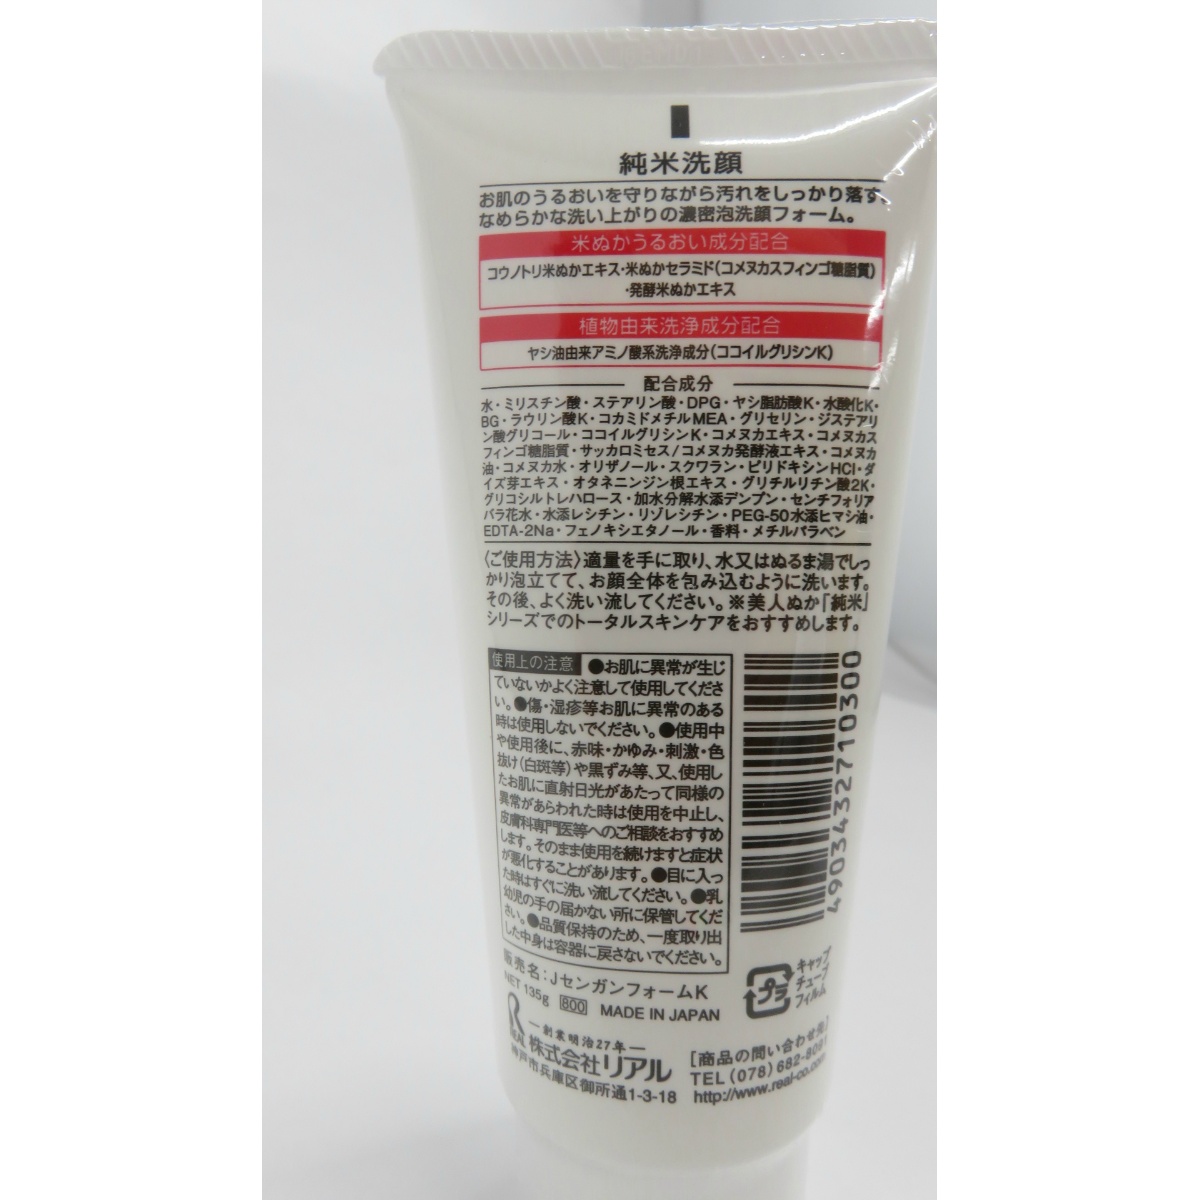 純米洗顔
お肌のうるおいを守りながら汚れをしっかり落す、
なめらかな洗い上がりの濃密泡洗顔フォーム。
米ぬかうるおい成分配合
コウノトリ米ぬかエキス・米ぬかセラミド(コメヌカスフィンゴ糖脂質)
・発酵米ぬかエキス
植物由来洗浄成分配合
ヤシ油由来アミノ酸系洗浄成分(ココイルグリシンK)
配合成分
水・ミリスチン酸・ステアリン酸・DPG・ヤシ脂肪酸K・水酸化K・
BG・ラウリン酸K・コカミドメチルMEA・グリセリン・ジステアリ
ン酸グリコール・ココイルグリシンK・コメヌカエキス・コメヌカス
フィンゴ糖脂質・サッカロミセス/コメヌカ発酵液エキス・コメヌカ
油・コメヌカ水・オリザノール・スクワラン・ピリドキシンHCl・ダ
イズ芽エキス・オタネニンジン根エキス・グリチルリチン酸2K・
グリコシルトレハロース・加水分解水添デンプン・センチフォリア
バラ花水・水添レシチン・リゾレシチン・PEG-50水添ヒマシ油・
EDTA-2Na・フェノキシエタノール・香料・メチルパラベン
〈ご使用方法〉適量を手に取り、水又はぬるま湯でしっ
かり泡立てて、お顔全体を包み込むように洗います。
その後、よく洗い流してください。※美人ぬか「純米」
シリーズでのトータルスキンケアをおすすめします。
使用上の注意 ●お肌に異常が生じ
ていないかよく注意して使用してくださ
い。●傷・湿疹等お肌に異常のある
時は使用しないでください。●使用中
や使用後に、赤味・かゆみ・刺激・色
抜け(白斑等)や黒ずみ等、又、使用し
たお肌に直射日光があたって同様の
異常があらわれた時は使用を中止し、
皮膚科専門医等へのご相談をおすすめ
します。そのまま使用を続けますと症状
が悪化することがあります。●目に入っ
た時はすぐに洗い流してください。●乳
幼児の手の届かない所に保管してくだ
さい。●品質保持のため、一度取り出
した中身は容器に戻さないでください。
4903432710300
販売名:JセンガンフォームK
NET 135g 800 MADE IN JAPAN
プラ
キャップ
チューブ
フィルム
REAL
―創業明治27年―
株式会社リアル
神戸市兵庫区御所通1-3-18
[商品の問い合わせ先]
TEL(078)682-8081
http://www.real-co.com